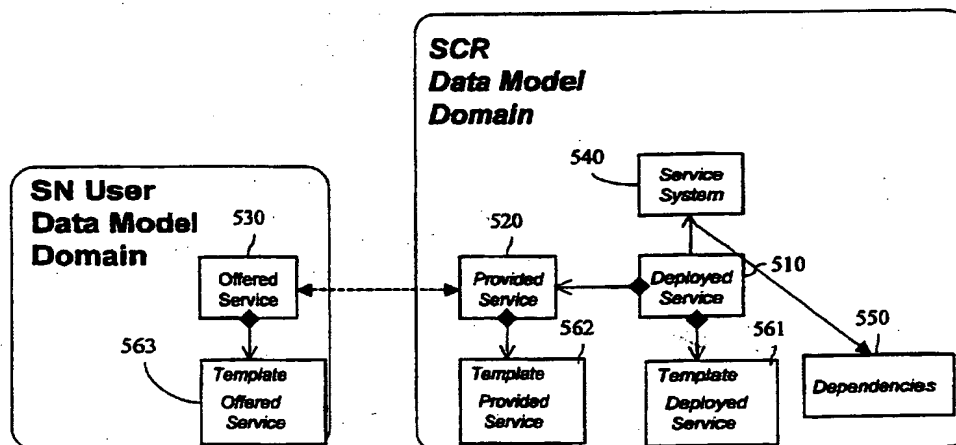 SCR
Data Model
Domain
540
Service
System
SN User
Data Model
Domain
530
Offered
Service
520
Provided
Service
Deployed
Service
510
550
Dependencies
563
Template
Offered
Service
562
Template
Provided
Service
561
Template
Deployed
Service